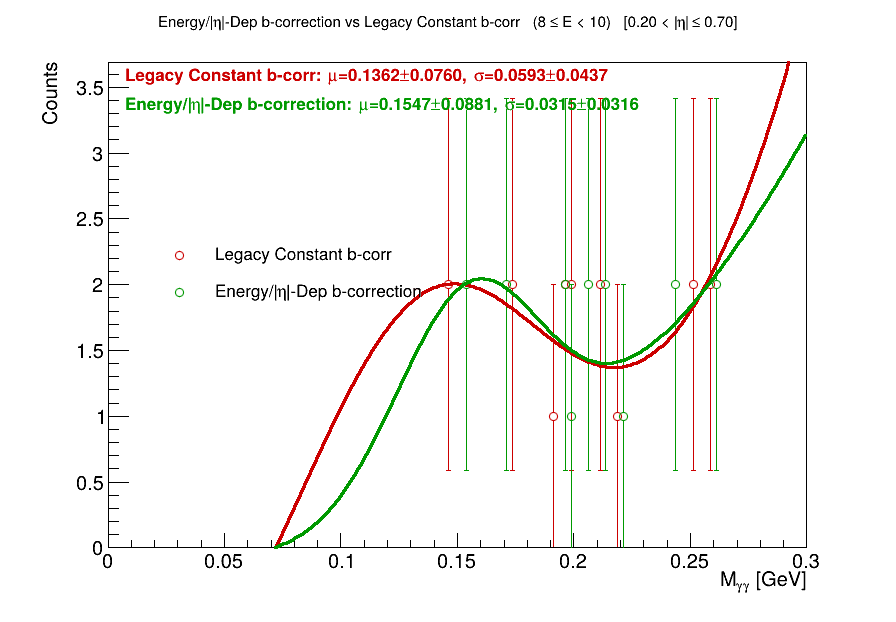 Energy/|η|-Dep b-correction vs Legacy Constant b-corr (8 ≤ E < 10) [0.20 < |η| ≤ 0.70]
Counts
Legacy Constant b-corr: μ=0.1362±0.0760, σ=0.0593±0.0437
Energy/|η|-Dep b-correction: μ=0.1547±0.0881, σ=0.0315±0.0316
Legacy Constant b-corr
Energy/|η|-Dep b-correction
3.5
3
2.5
2
1.5
1
0.5
0
0 0.05 0.1 0.15 0.2 0.25 0.3
Mγγ [GeV]